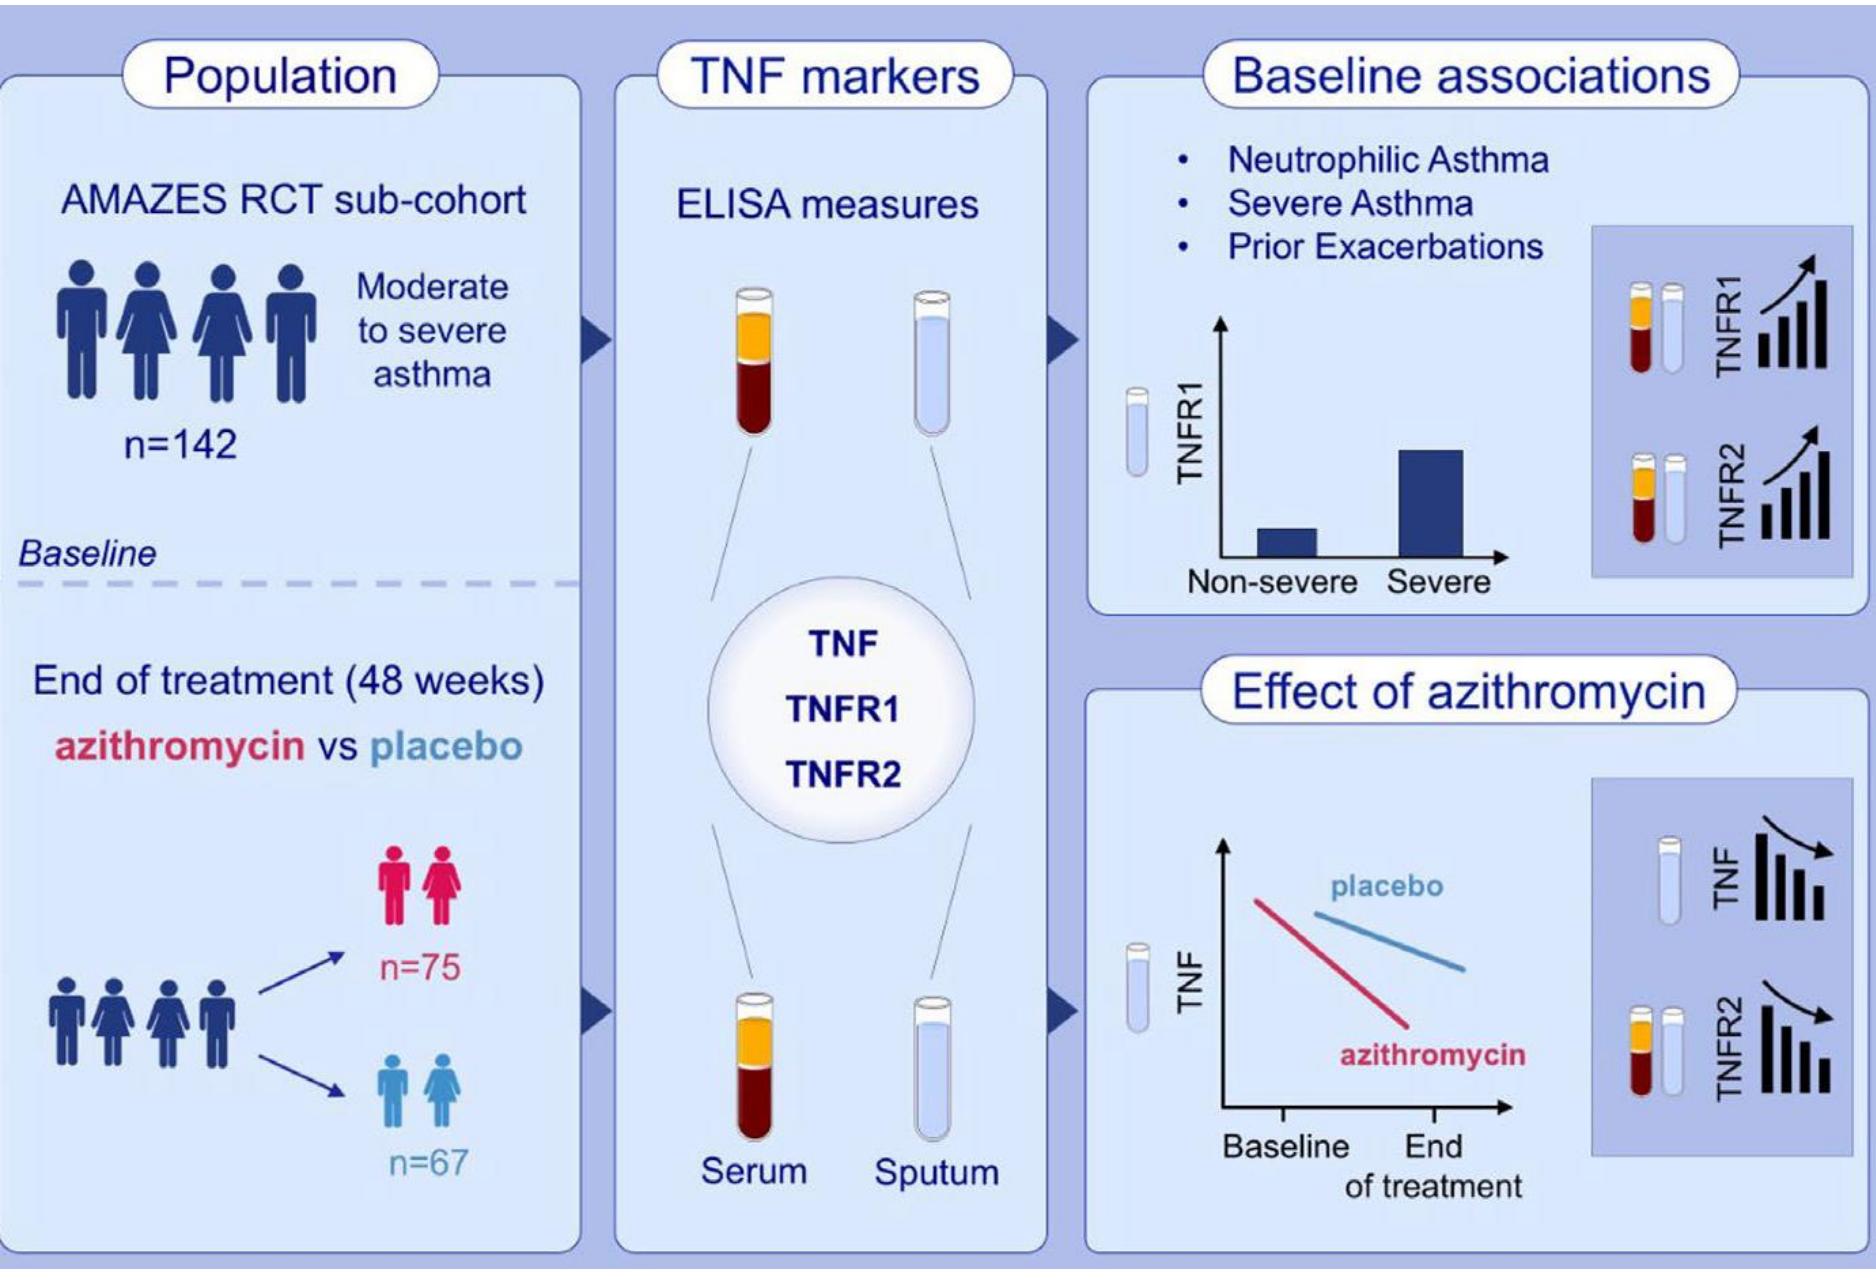 Population
AMAZES RCT sub-cohort
Moderate
to severe
asthma
n=142
Baseline
End of treatment (48 weeks)
azithromycin vs placebo
n=75
n=67
TNF markers
ELISA measures
TNF
TNFR1
TNFR2
Serum
Sputum
Baseline associations
• Neutrophilic Asthma
• Severe Asthma
• Prior Exacerbations
TNFR1
Non-severe
Severe
TNFR1
TNFR2
Effect of azithromycin
TNF
placebo
azithromycin
Baseline
End
of treatment
TNF
TNFR2